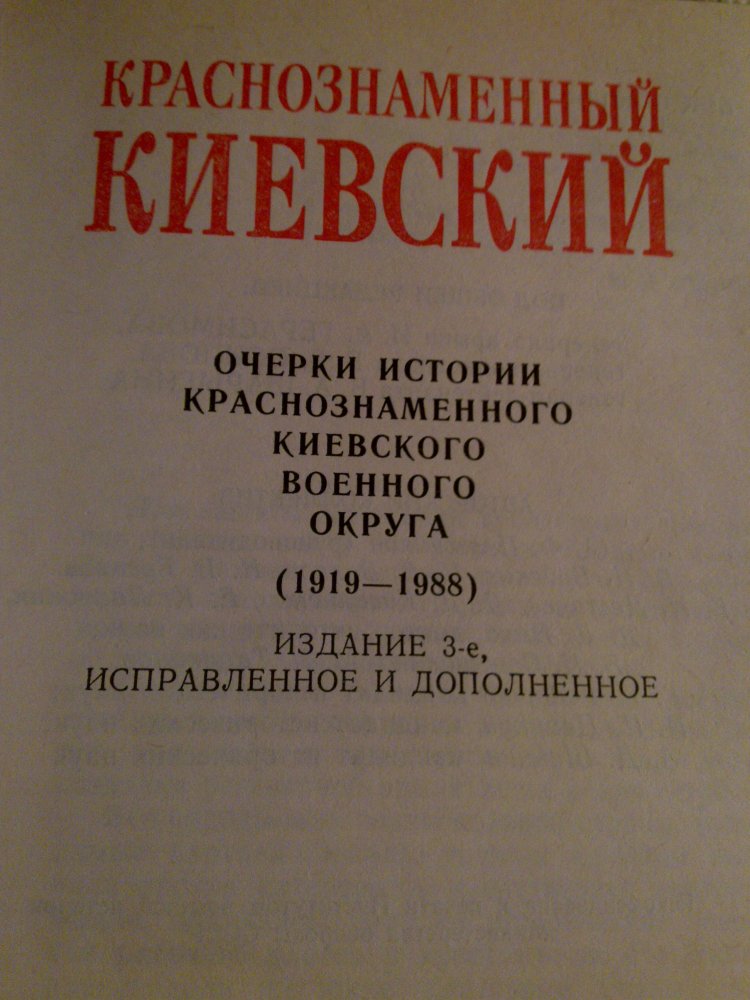 КРАСНОЗНАМЕННЫЙ
КИЕВСКИЙ
ОЧЕРКИ ИСТОРИИ
КРАСНОЗНАМЕННОГО
КИЕВСКОГО
ВОЕННОГО
ОКРУГА
(1919—1988)
ИЗДАНИЕ 3-е,
ИСПРАВЛЕННОЕ И ДОПОЛНЕННОЕ